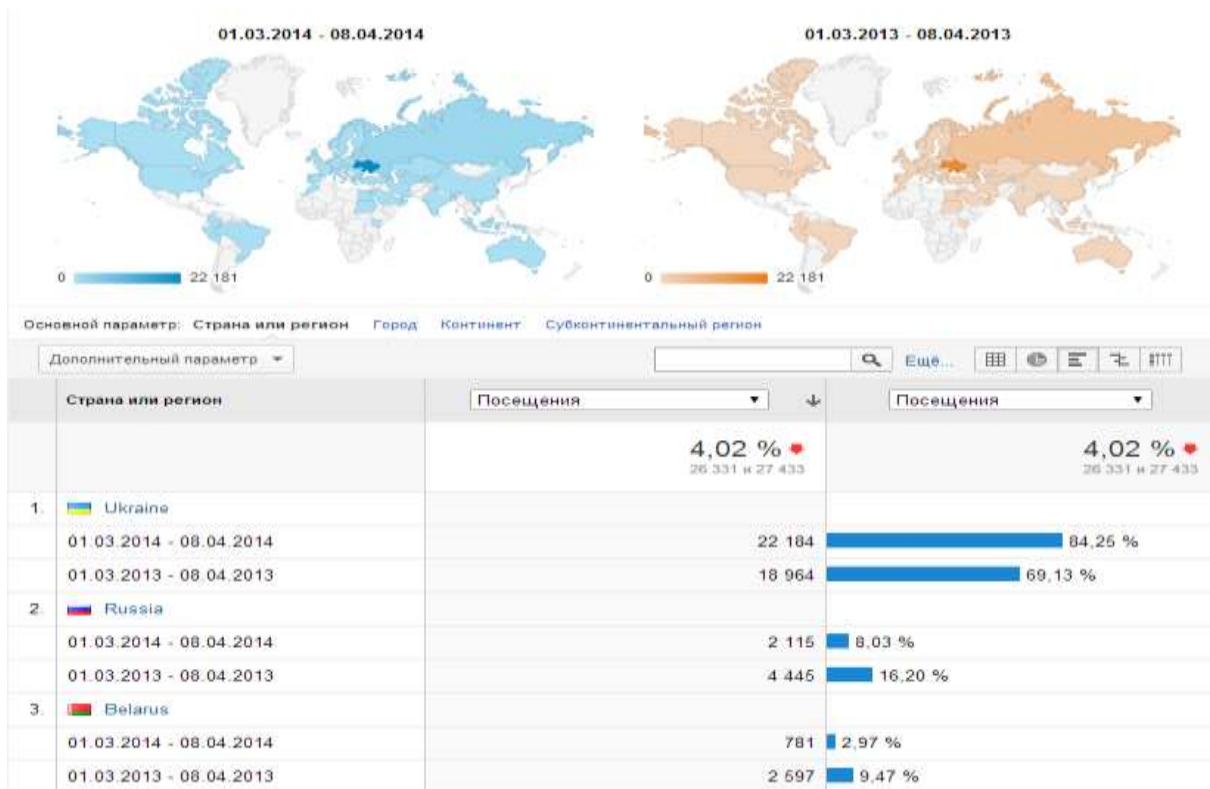 01.03.2014 - 08.04.2014
01.03.2013 - 08.04.2013
0 22 181
0 22 181
Основной параметр: Страна или регион Город Континент Субконтинентальный регион
Дополнительный параметр Ещё...
Страна или регион Посещения Посещения
4,02 % 4,02 %
26 331 и 27 433 26 331 и 27 433
1. Ukraine
01.03.2014 - 08.04.2014 22 184 84,25 %
01.03.2013 - 08.04.2013 18 964 69,13 %
2. Russia
01.03.2014 - 08.04.2014 2 115 8,03 %
01.03.2013 - 08.04.2013 4 445 16,20 %
3. Belarus
01.03.2014 - 08.04.2014 781 2,97 %
01.03.2013 - 08.04.2013 2 597 9,47 %